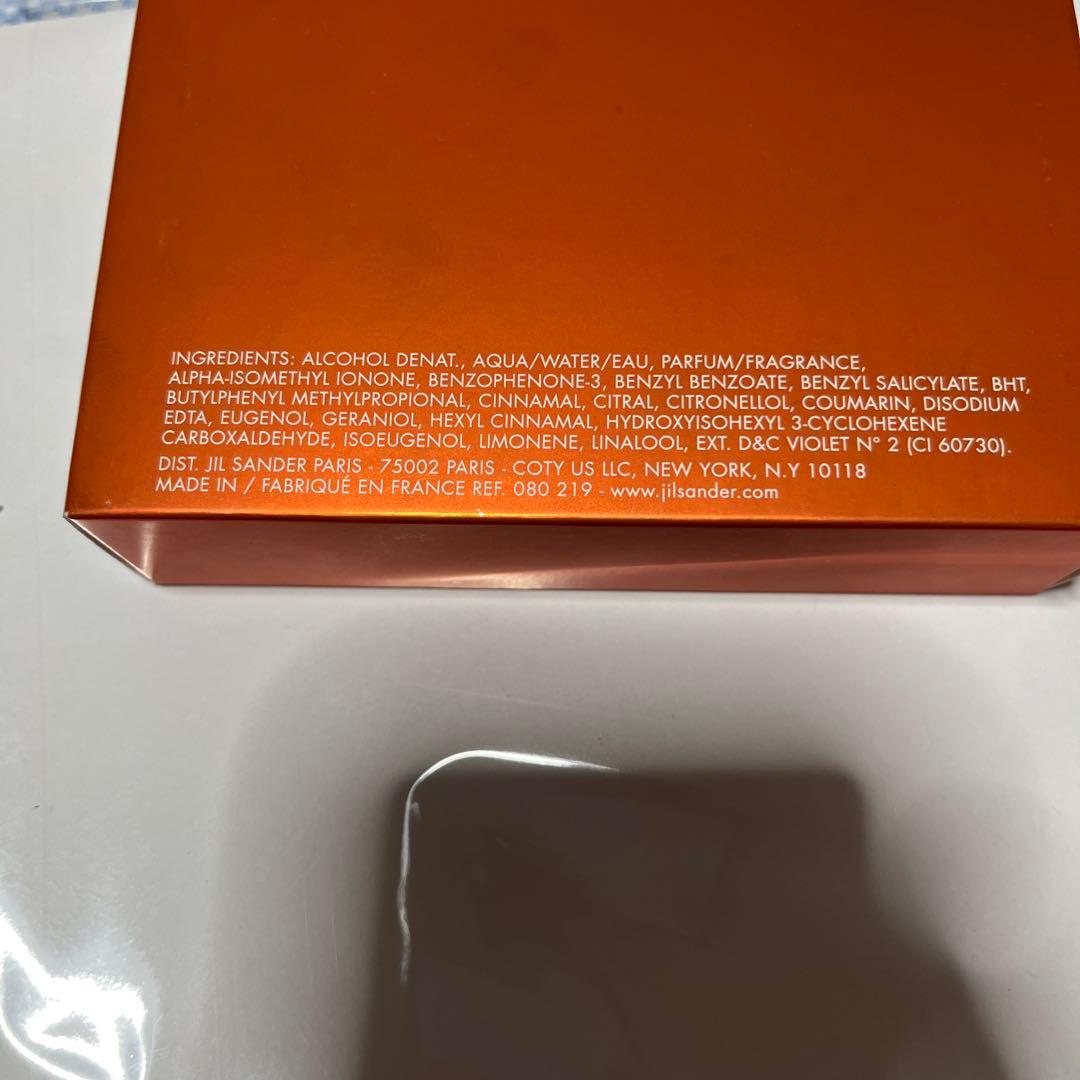 INGREDIENTS: ALCOHOL DENAT., AQUA/WATER/EAU, PARFUM/FRAGRANCE,
ALPHA-ISOMETHYL IONONE, BENZOPHENONE-3, BENZYL BENZOATE, BENZYL SALICYLATE, BHT,
BUTYLPHENYL METHYLPROPIONAL, CINNAMAL, CITRAL, CITRONELLOL, COUMARIN, DISODIUM
EDTA, EUGENOL, GERANIOL, HEXYL CINNAMAL, HYDROXYISOHEXYL 3-CYCLOHEXENE
CARBOXALDEHYDE, ISOEUGENOL, LIMONENE, LINALOOL, EXT. D&C VIOLET N° 2 (CI 60730).
DIST. JIL SANDER PARIS - 75002 PARIS - COTY US LLC, NEW YORK, N.Y 10118
MADE IN / FABRIQUÉ EN FRANCE REF. 080 219 - www.jilsander.com